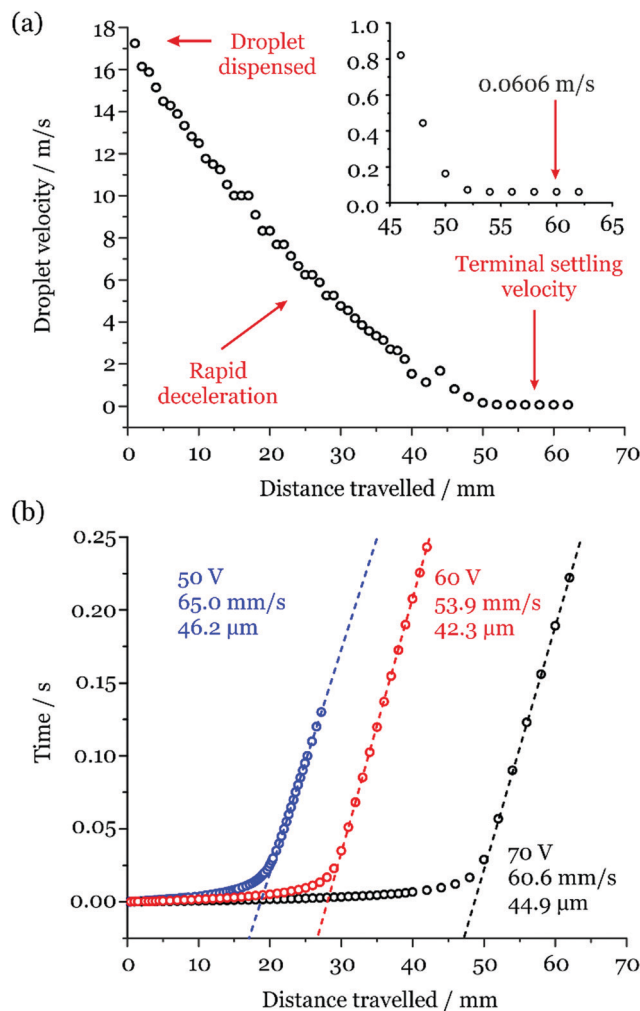 (a)
18
16
14
12
10
8
6
4
2
0
Droplet velocity / m/s
Droplet
dispensed
Rapid
deceleration
Terminal settling
velocity
1.0
0.8
0.6
0.4
0.2
0.0
0.0606 m/s
45 50 55 60 65
0 10 20 30 40 50 60 70
Distance travelled / mm
(b)
0.25
0.20
0.15
0.10
0.05
0.00
Time / s
50 V
65.0 mm/s
46.2 µm
60 V
53.9 mm/s
42.3 µm
70 V
60.6 mm/s
44.9 µm
0 10 20 30 40 50 60 70
Distance travelled / mm